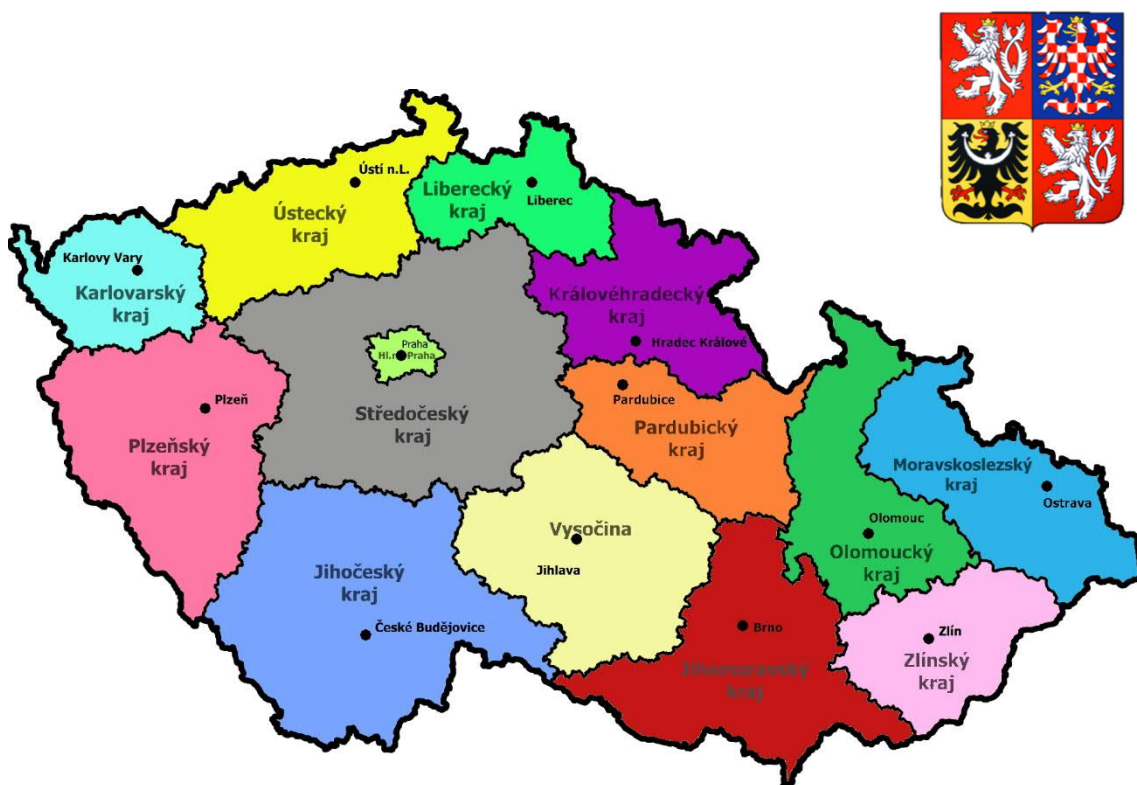 Ústí n.L.
Ústecký
kraj
Liberecký
kraj
Liberec
Karlovy Vary
Karlovarský
kraj
Královéhradecký
kraj
Hradec Králové
Praha
Hl.m. Praha
Plzeň
Plzeňský
kraj
Středočeský
kraj
Pardubice
Pardubický
kraj
Moravskoslezský
kraj
Ostrava
Olomouc
Olomoucký
kraj
Vysočina
Jihlava
Jihočeský
kraj
České Budějovice
Brno
Jihomoravský
kraj
Zlín
Zlínský
kraj